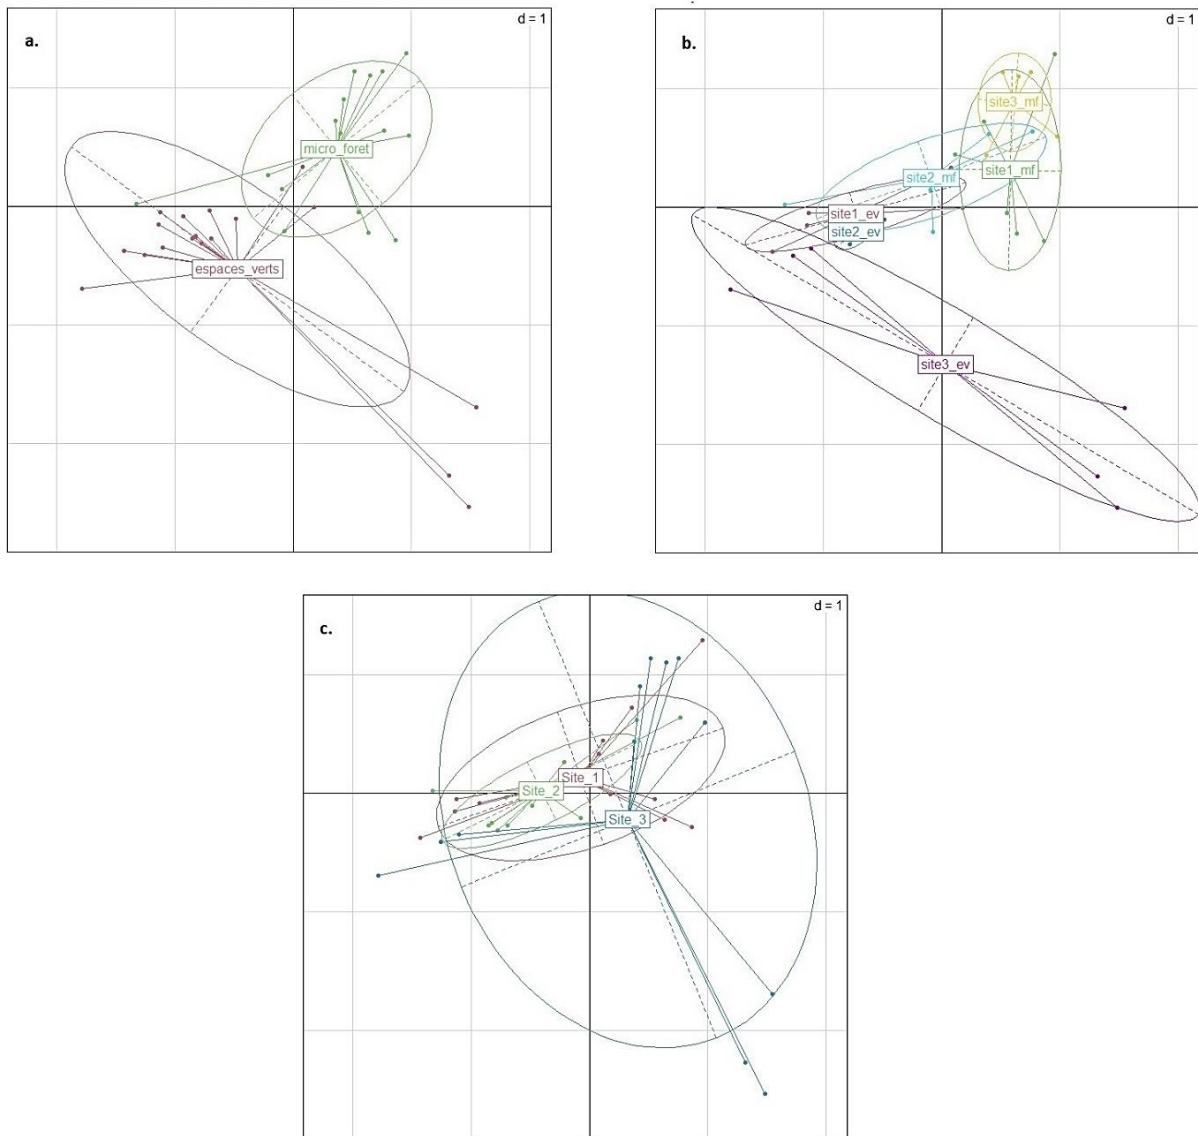 a.
d = 1
micro_foret
espaces_verts
b.
d = 1
site3_mf
site1_mf
site2_mf
site1_ev
site2_ev
site3_ev
c.
d = 1
Site_1
Site_2
Site_3